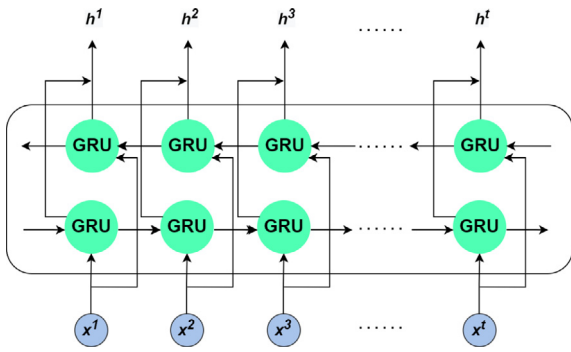 h¹ h² h³ ...... hᵗ
GRU GRU GRU ...... GRU
GRU GRU GRU ...... GRU
x¹ x² x³ ...... xᵗ